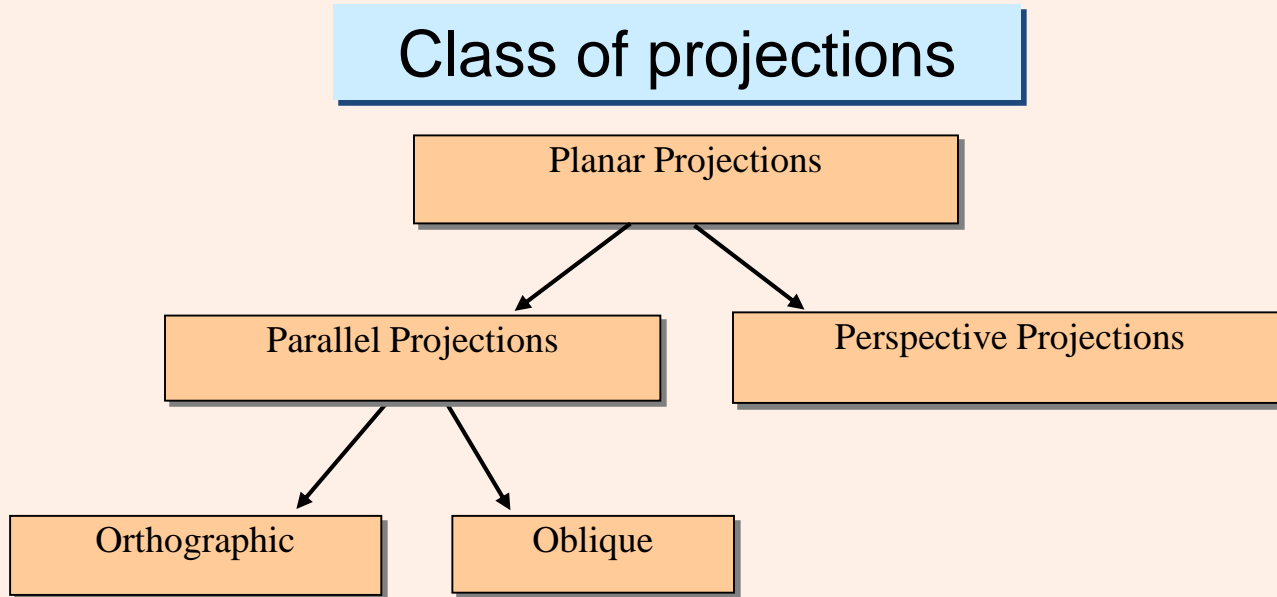 Class of projections
Planar Projections
Parallel Projections
Perspective Projections
Orthographic
Oblique